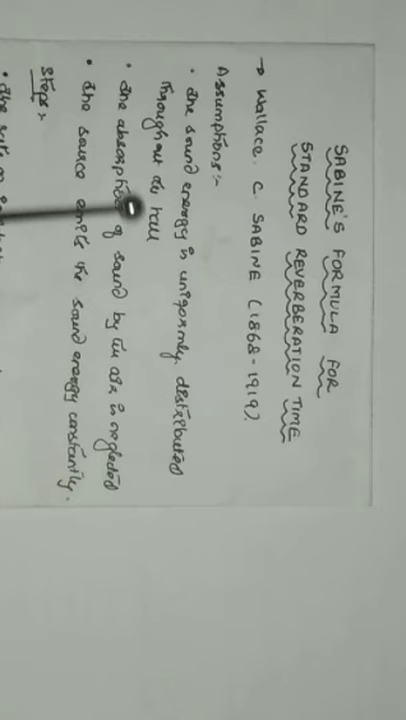 SABINE'S FORMULA FOR
STANDARD REVERBERATION TIME
→ Wallace. C. SABINE (1868-1919).
Assumptions:-
• The sound energy is uniformly distributed
throughout the hall
• The absorption of sound by the air is neglected
• The source emits the sound energy constantly.
Steps:-
• The